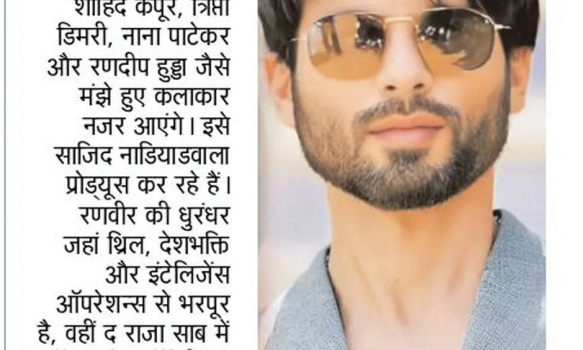 शाहिद कपूर, त्रिप्ती
डिमरी, नाना पाटेकर
और रणदीप हुड्डा जैसे
मंझे हुए कलाकार
नजर आएंगे। इसे
साजिद नाडियाडवाला
प्रोड्यूस कर रहे हैं।
रणवीर की धुरंधर
जहां थ्रिल, देशभक्ति
और इंटेलिजेंस
ऑपरेशन्स से भरपूर
है, वहीं द राजा साब में